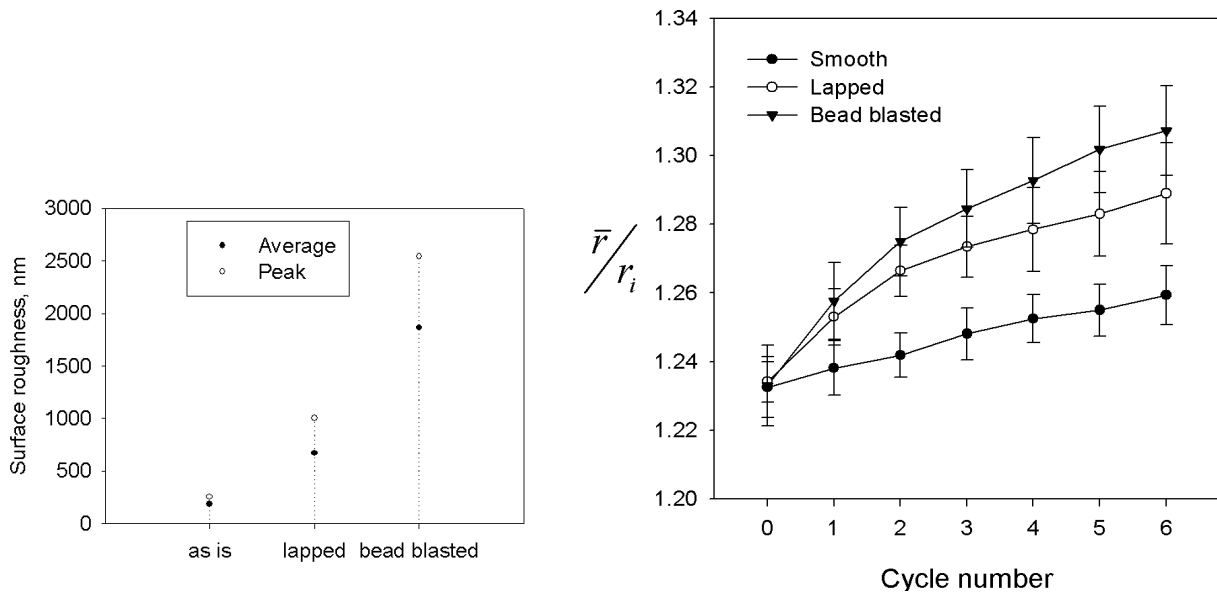 3000
2500
2000
1500
1000
500
0
Surface roughness, nm
Average
Peak
as is
lapped
bead blasted
1.34
1.32
1.30
1.28
1.26
1.24
1.22
1.20
r̄/rᵢ
Smooth
Lapped
Bead blasted
0 1 2 3 4 5 6
Cycle number